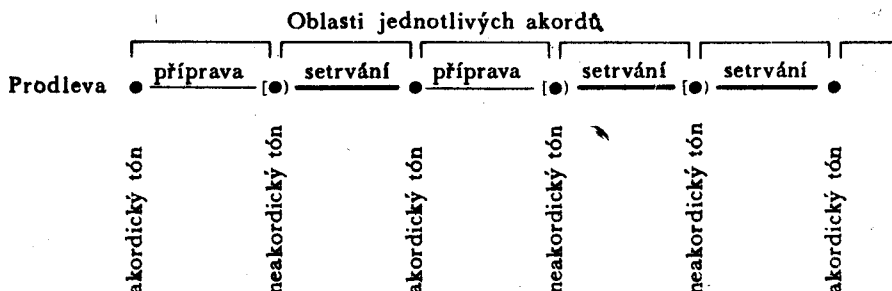 Oblasti jednotlivých akordů
Prodleva ● příprava [●) setrvání ● příprava [●) setrvání [●) setrvání ●
akordický tón
neakordický tón
akordický tón
neakordický tón
neakordický tón
akordický tón